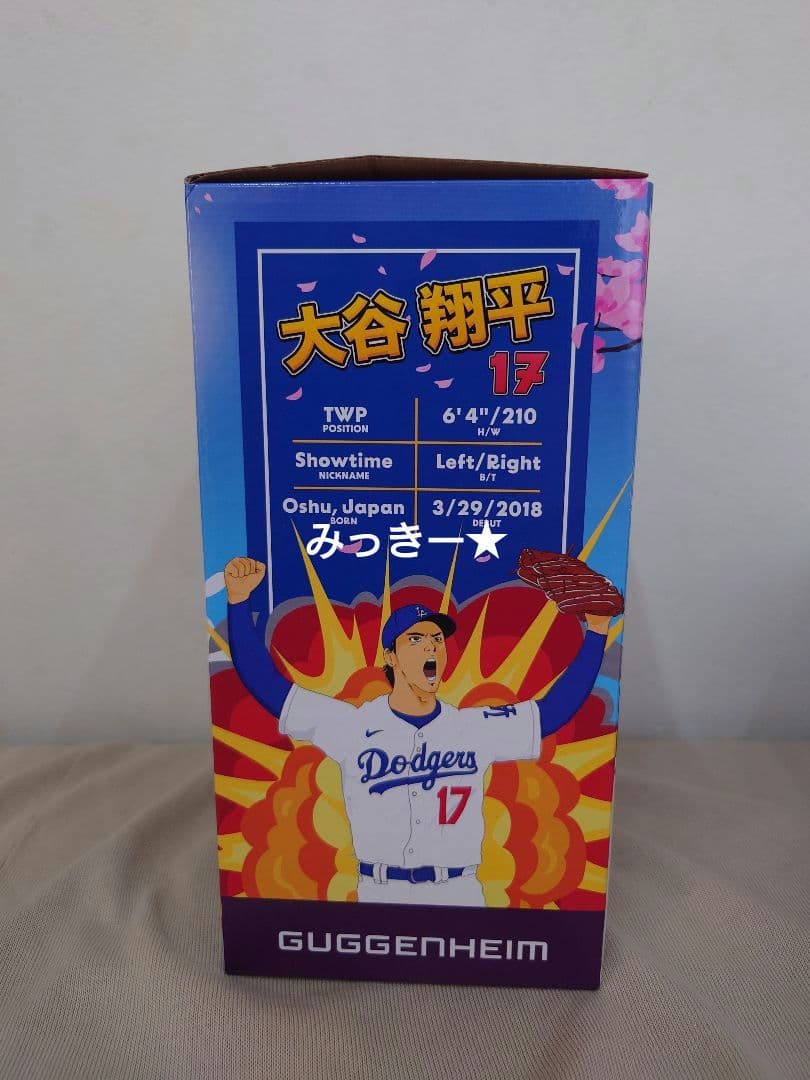 大谷 翔平
17
TWP
POSITION
6'4"/210
H/W
Showtime
NICKNAME
Left/Right
B/T
Oshu, Japan
BORN
3/29/2018
DEBUT
みっきー★
LA
Dodgers
17
GUGGENHEIM